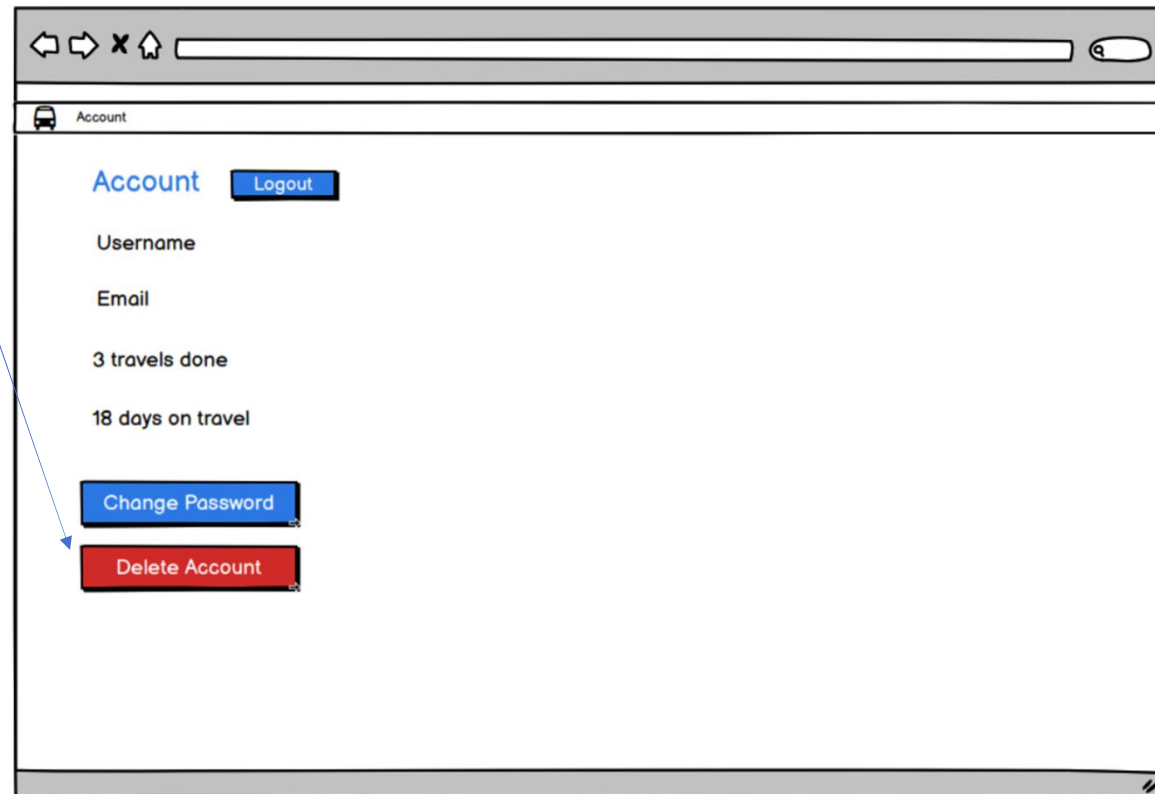 Account
Account
Logout
Username
Email
3 travels done
18 days on travel
Change Password
Delete Account